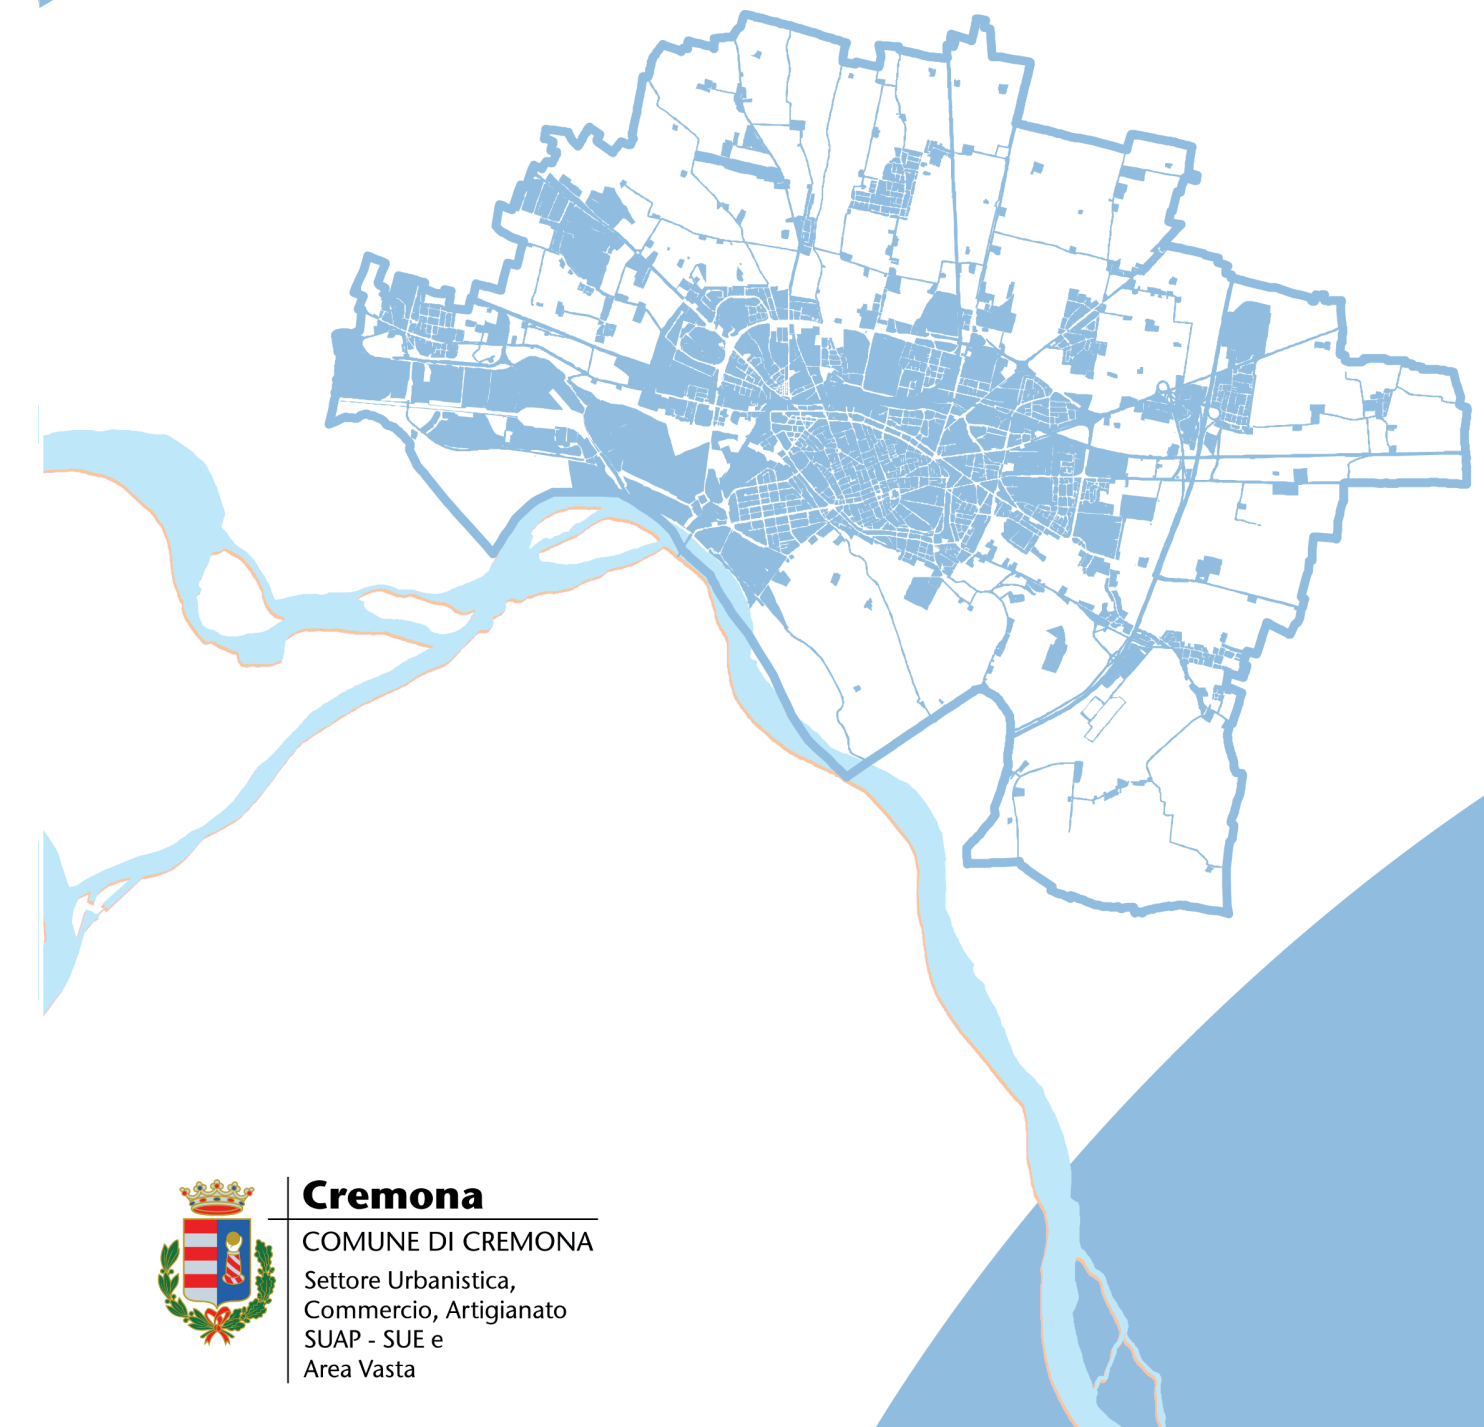 Cremona
COMUNE DI CREMONA
Settore Urbanistica,
Commercio, Artigianato
SUAP - SUE e
Area Vasta